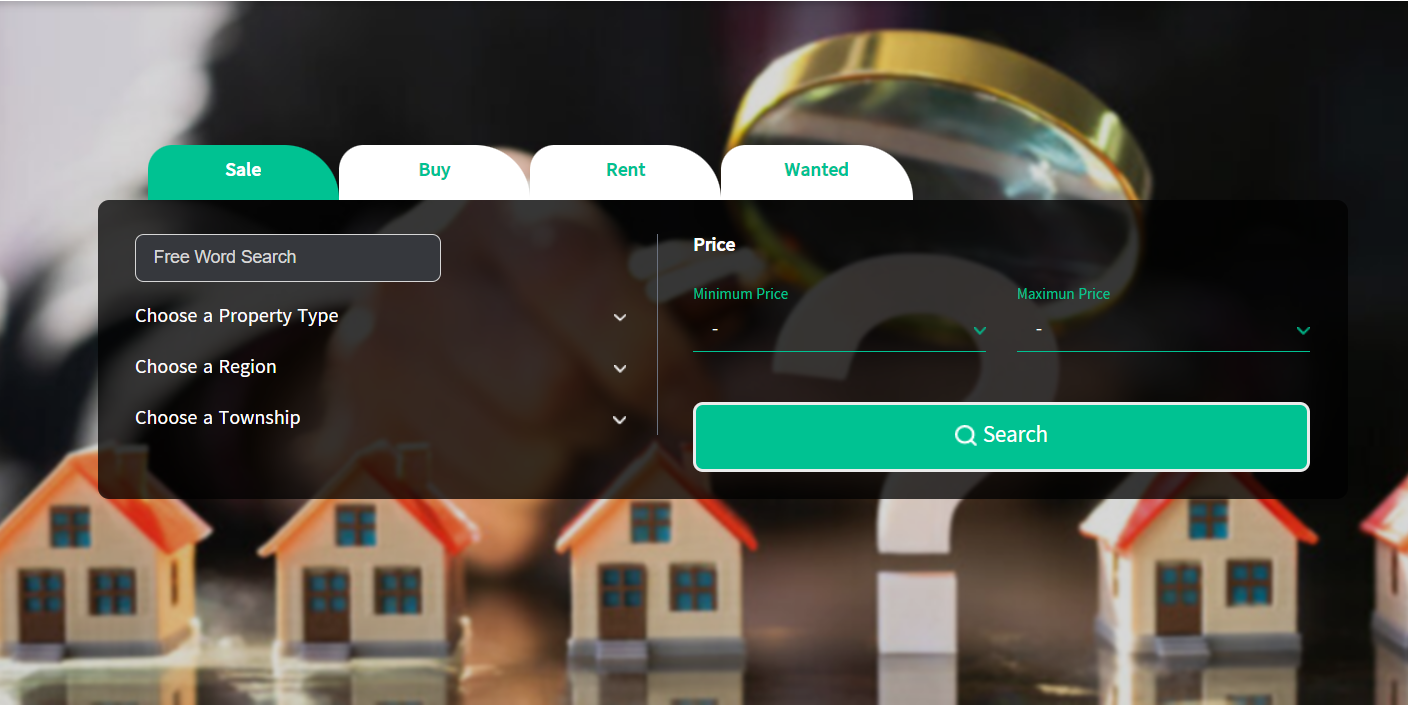 Sale
Buy
Rent
Wanted
Free Word Search
Choose a Property Type
Choose a Region
Choose a Township
Price
Minimum Price
Maximun Price
-
-
Search